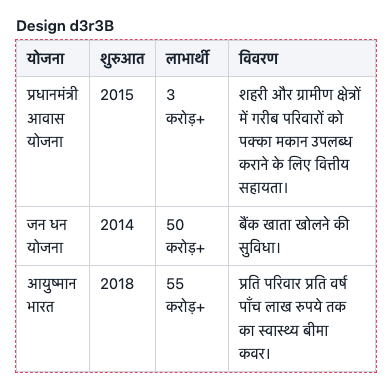 Design d3r3B
योजना शुरुआत लाभार्थी विवरण
प्रधानमंत्री 2015 3 शहरी और ग्रामीण क्षेत्रों
आवास करोड़+ में गरीब परिवारों को
योजना पक्का मकान उपलब्ध
कराने के लिए वित्तीय
सहायता।
जन धन 2014 50 बैंक खाता खोलने की
योजना करोड़+ सुविधा।
आयुष्मान 2018 55 प्रति परिवार प्रति वर्ष
भारत करोड़+ पाँच लाख रुपये तक
का स्वास्थ्य बीमा
कवर।